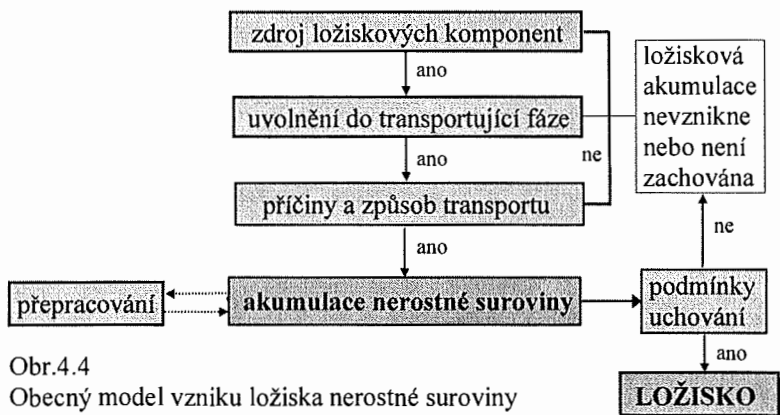 zdroj ložiskových komponent
ano
uvolnění do transportující fáze
ano
ne
příčiny a způsob transportu
ano
akumulace nerostné suroviny
přepracování
ložisková
akumulace
nevznikne
nebo není
zachována
ne
podmínky
uchování
ano
LOŽISKO
Obr.4.4
Obecný model vzniku ložiska nerostné suroviny